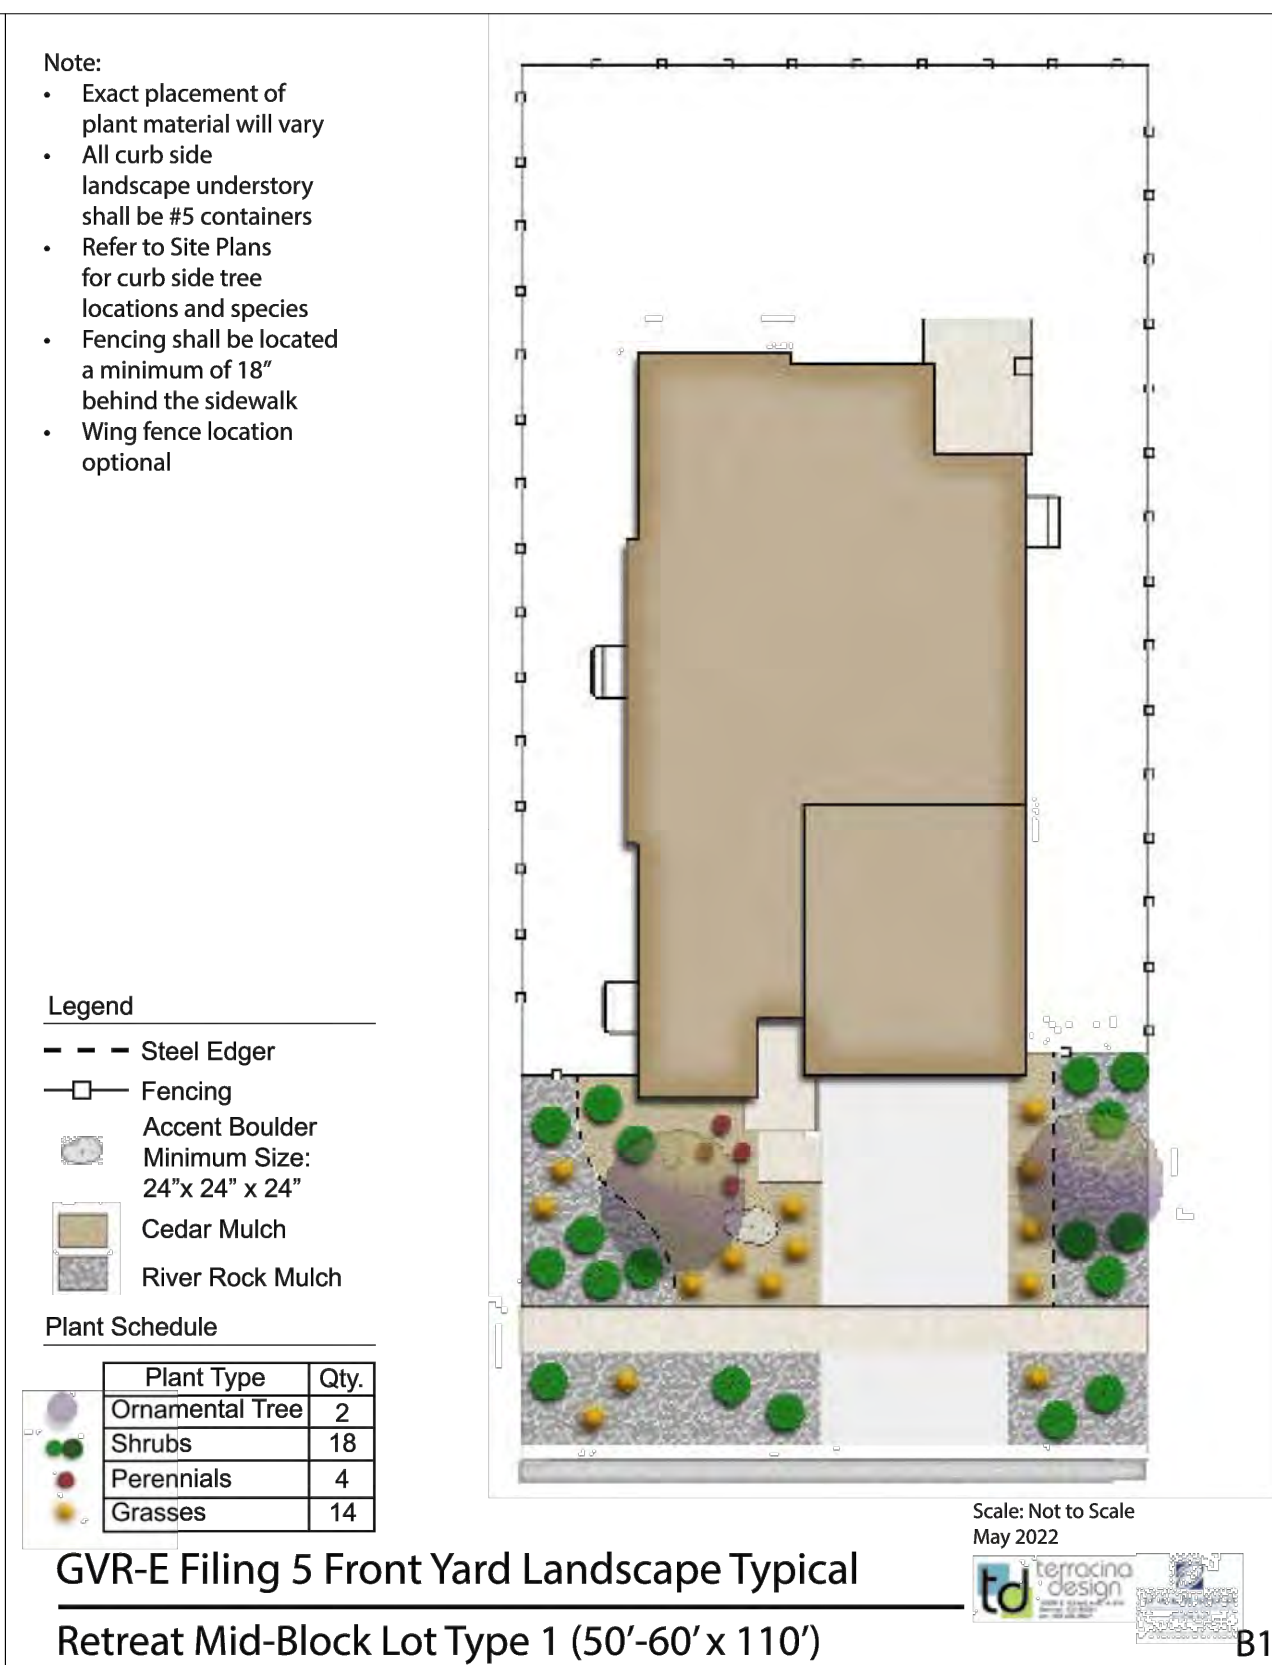 Note:
• Exact placement of
plant material will vary
• All curb side
landscape understory
shall be #5 containers
• Refer to Site Plans
for curb side tree
locations and species
• Fencing shall be located
a minimum of 18”
behind the sidewalk
• Wing fence location
optional
Legend
Steel Edger
Fencing
Accent Boulder
Minimum Size:
24”x 24” x 24”
Cedar Mulch
River Rock Mulch
Plant Schedule
Plant Type Qty.
Ornamental Tree 2
Shrubs 18
Perennials 4
Grasses 14
Scale: Not to Scale
May 2022
td terracina
design
GVR-E Filing 5 Front Yard Landscape Typical
Retreat Mid-Block Lot Type 1 (50’-60’ x 110’)
B1